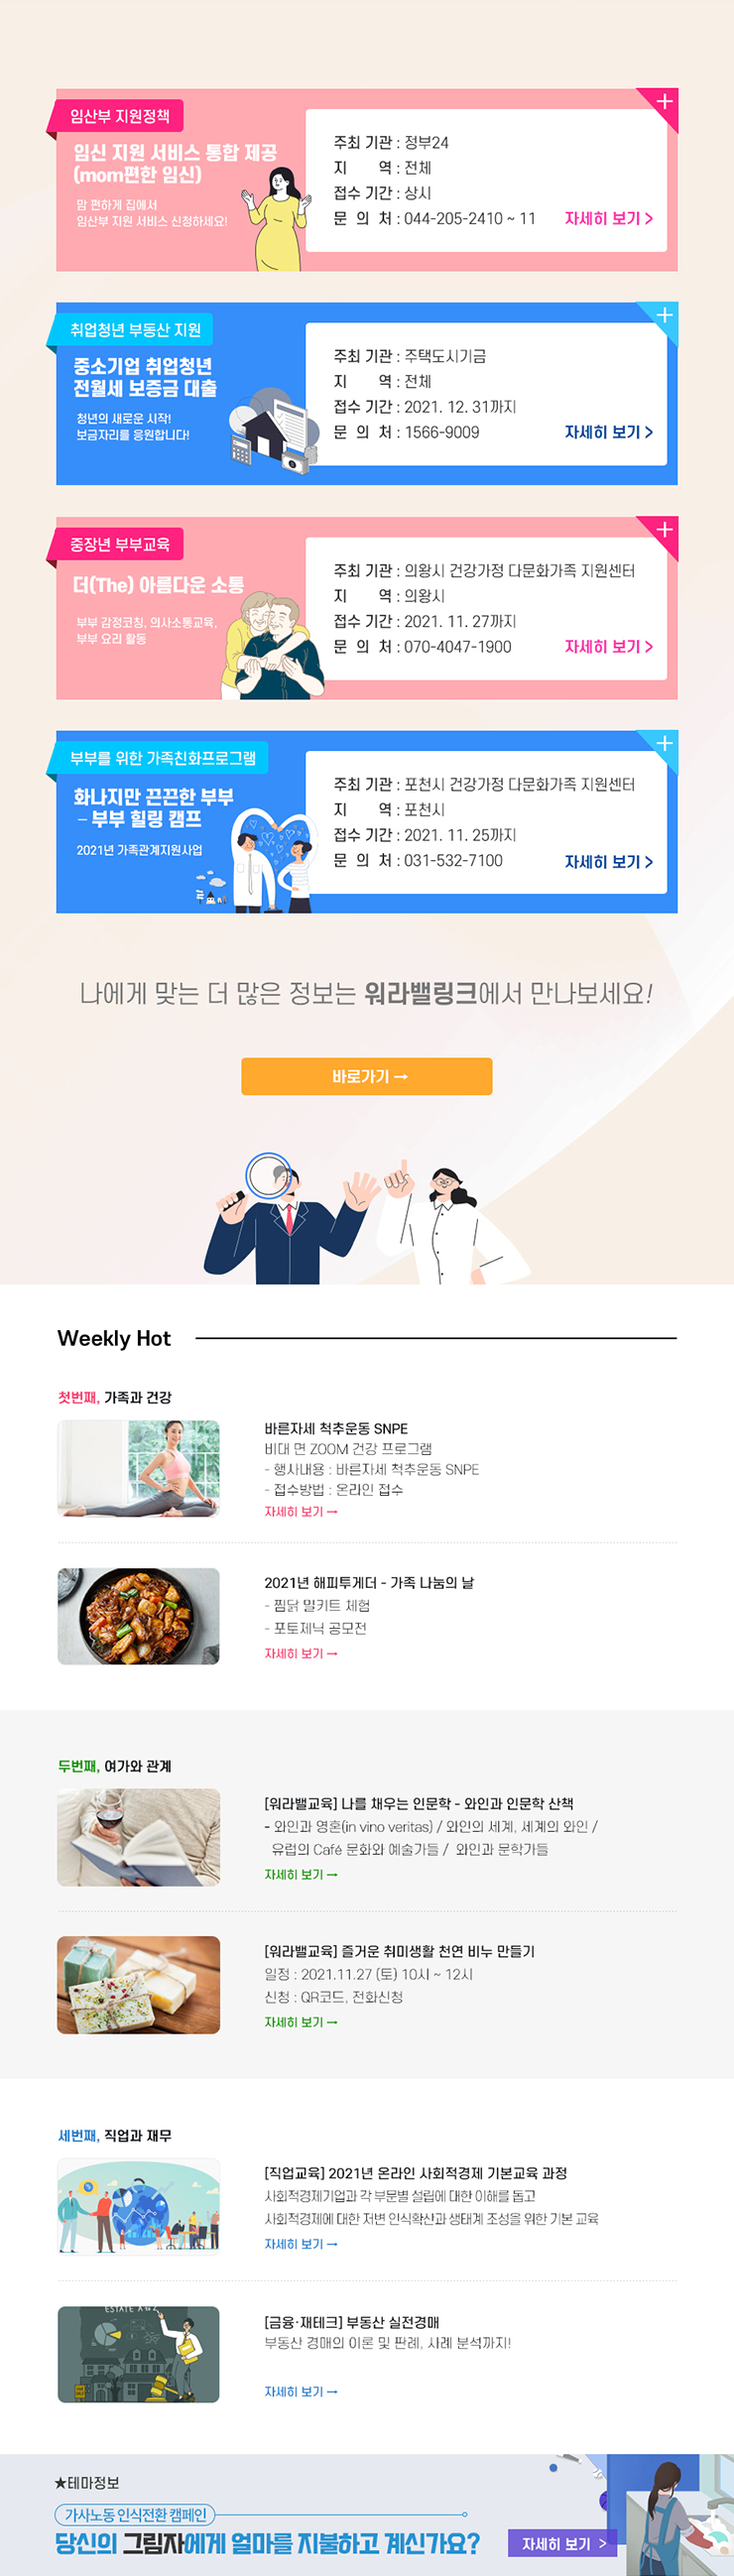 임산부 지원정책
임신 지원 서비스 통합 제공
(mom편한 임신)
맘 편하게 집에서
임산부 지원 서비스 신청하세요!
주최 기관 : 정부24
지 역 : 전체
접수 기간 : 상시
문 의 처 : 044-205-2410 ~ 11
자세히 보기 >
취업청년 부동산 지원
중소기업 취업청년
전월세 보증금 대출
청년의 새로운 시작!
보금자리를 응원합니다!
주최 기관 : 주택도시기금
지 역 : 전체
접수 기간 : 2021. 12. 31까지
문 의 처 : 1566-9009
자세히 보기 >
중장년 부부교육
더(The) 아름다운 소통
부부 감정코칭, 의사소통교육,
부부 요리 활동
주최 기관 : 의왕시 건강가정 다문화가족 지원센터
지 역 : 의왕시
접수 기간 : 2021. 11. 27까지
문 의 처 : 070-4047-1900
자세히 보기 >
부부를 위한 가족친화프로그램
화나지만 끈끈한 부부
– 부부 힐링 캠프
2021년 가족관계지원사업
주최 기관 : 포천시 건강가정 다문화가족 지원센터
지 역 : 포천시
접수 기간 : 2021. 11. 25까지
문 의 처 : 031-532-7100
자세히 보기 >
나에게 맞는 더 많은 정보는 워라밸링크에서 만나보세요!
바로가기 →
Weekly Hot
첫번째, 가족과 건강
바른자세 척추운동 SNPE
비대 면 ZOOM 건강 프로그램
- 행사내용 : 바른자세 척추운동 SNPE
- 접수방법 : 온라인 접수
자세히 보기 →
2021년 해피투게더 - 가족 나눔의 날
- 찜닭 밀키트 체험
- 포토제닉 공모전
자세히 보기 →
두번째, 여가와 관계
[워라밸교육] 나를 채우는 인문학 - 와인과 인문학 산책
- 와인과 영혼(in vino veritas) / 와인의 세계, 세계의 와인 /
유럽의 Café 문화와 예술가들 / 와인과 문학가들
자세히 보기 →
[워라밸교육] 즐거운 취미생활 천연 비누 만들기
일정 : 2021.11.27 (토) 10시 ~ 12시
신청 : QR코드, 전화신청
자세히 보기 →
세번째, 직업과 재무
[직업교육] 2021년 온라인 사회적경제 기본교육 과정
사회적경제기업과 각 부문별 설립에 대한 이해를 돕고
사회적경제에 대한 저변 인식확산과 생태계 조성을 위한 기본 교육
자세히 보기 →
ESTATE A to Z
[금융·재테크] 부동산 실전경매
부동산 경매의 이론 및 판례, 사례 분석까지!
자세히 보기 →
★테마정보
가사노동 인식전환 캠페인
당신의 그림자에게 얼마를 지불하고 계신가요?
자세히 보기 >